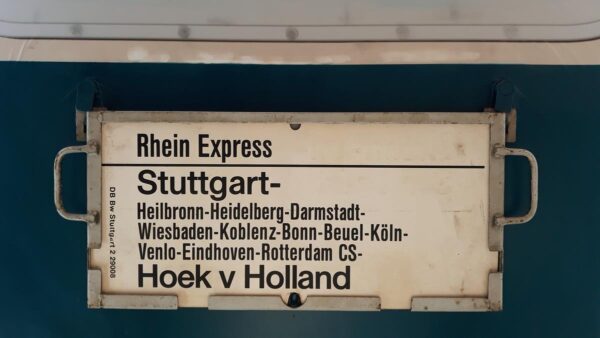 Rhein Express
Stuttgart-
Heilbronn-Heidelberg-Darmstadt-
Wiesbaden-Koblenz-Bonn-Beuel-Köln-
Venlo-Eindhoven-Rotterdam CS-
Hoek v Holland
DB Bw Stuttgart 2 29008